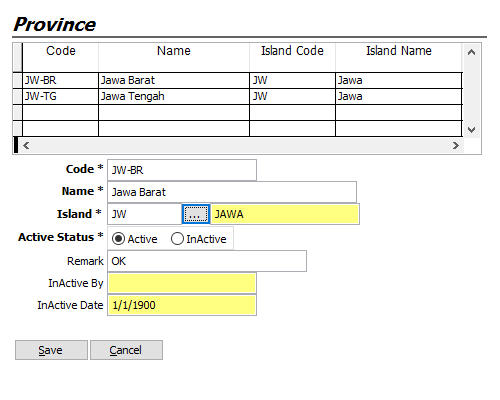 Province
Code Name Island Code Island Name
JW-BR Jawa Barat JW Jawa
JW-TG Jawa Tengah JW Jawa
Code * JW-BR
Name * Jawa Barat
Island * JW ... JAWA
Active Status * Active InActive
Remark OK
InActive By
InActive Date 1/1/1900
Save Cancel